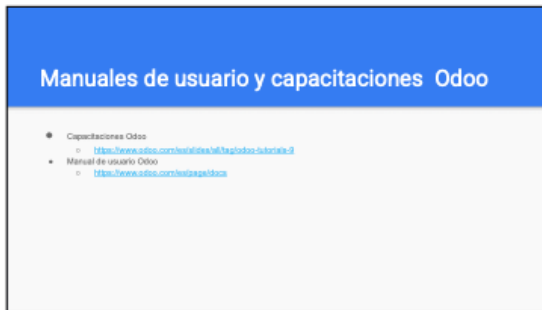 Manuales de usuario y capacitaciones Odoo
Capacitaciones Odoo
https://www.odoo.com/es/slides/all/tag/odoo-tutorials-9
Manual de usuario Odoo
https://www.odoo.com/es/page/docs